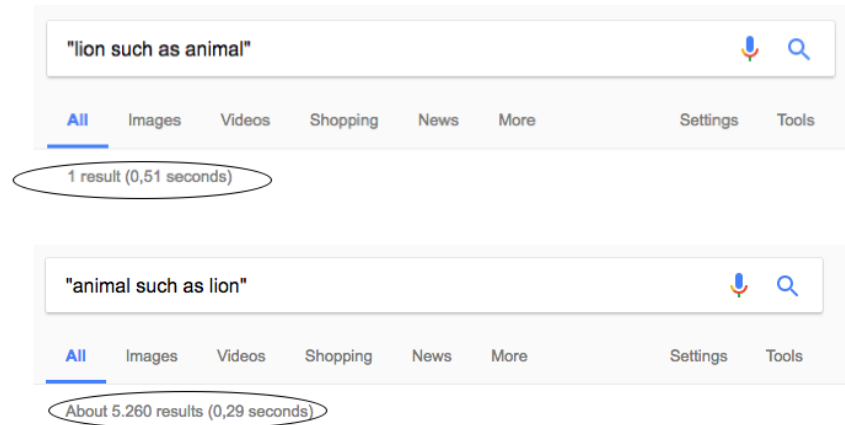 "lion such as animal"
All Images Videos Shopping News More Settings Tools
1 result (0,51 seconds)
"animal such as lion"
All Images Videos Shopping News More Settings Tools
About 5.260 results (0,29 seconds)